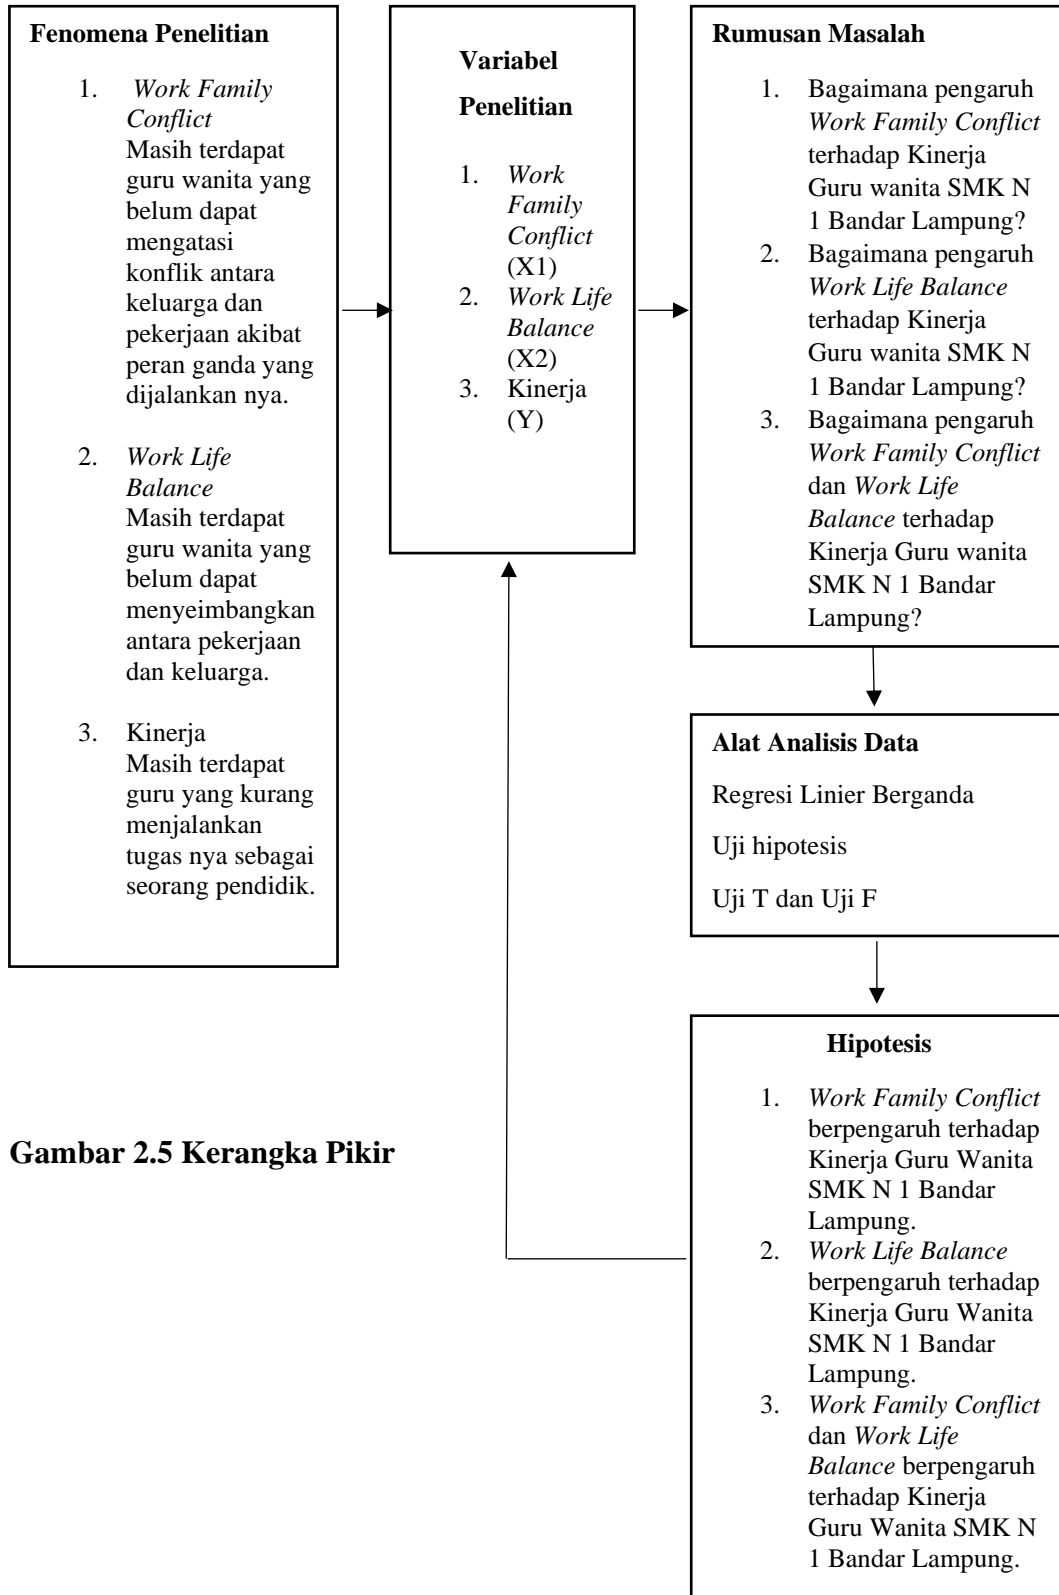 Fenomena Penelitian
1. Work Family
Conflict
Masih terdapat
guru wanita yang
belum dapat
mengatasi
konflik antara
keluarga dan
pekerjaan akibat
peran ganda yang
dijalankan nya.
2. Work Life
Balance
Masih terdapat
guru wanita yang
belum dapat
menyeimbangkan
antara pekerjaan
dan keluarga.
3. Kinerja
Masih terdapat
guru yang kurang
menjalankan
tugas nya sebagai
seorang pendidik.
Variabel
Penelitian
1. Work
Family
Conflict
(X1)
2. Work Life
Balance
(X2)
3. Kinerja
(Y)
Rumusan Masalah
1. Bagaimana pengaruh
Work Family Conflict
terhadap Kinerja
Guru wanita SMK N
1 Bandar Lampung?
2. Bagaimana pengaruh
Work Life Balance
terhadap Kinerja
Guru wanita SMK N
1 Bandar Lampung?
3. Bagaimana pengaruh
Work Family Conflict
dan Work Life
Balance terhadap
Kinerja Guru wanita
SMK N 1 Bandar
Lampung?
Alat Analisis Data
Regresi Linier Berganda
Uji hipotesis
Uji T dan Uji F
Hipotesis
1. Work Family Conflict
berpengaruh terhadap
Kinerja Guru Wanita
SMK N 1 Bandar
Lampung.
2. Work Life Balance
berpengaruh terhadap
Kinerja Guru Wanita
SMK N 1 Bandar
Lampung.
3. Work Family Conflict
dan Work Life
Balance berpengaruh
terhadap Kinerja
Guru Wanita SMK N
1 Bandar Lampung.
Gambar 2.5 Kerangka Pikir